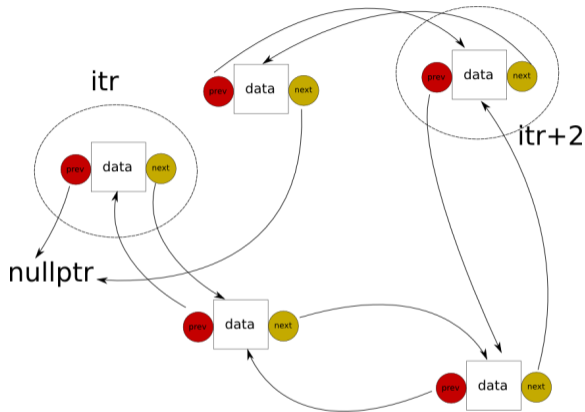 prev data next
prev data next
itr
itr+2
prev data next
nullptr
prev data next
prev data next